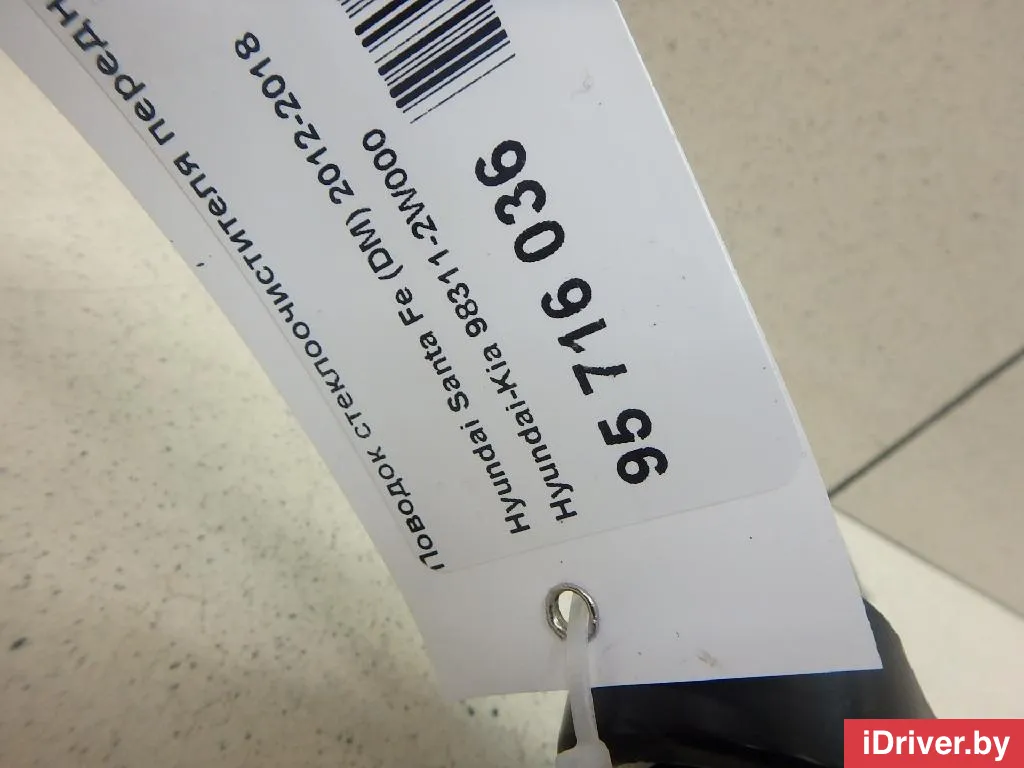 Поводок стеклоочистителя передн
Hyundai Santa Fe (DM) 2012-2018
Hyundai-Kia 98311-2W000
95 716 036
iDriver.by